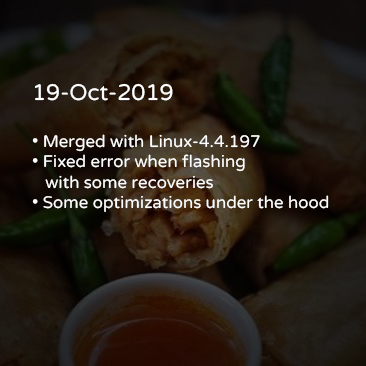 19-Oct-2019
• Merged with Linux-4.4.197
• Fixed error when flashing
with some recoveries
• Some optimizations under the hood